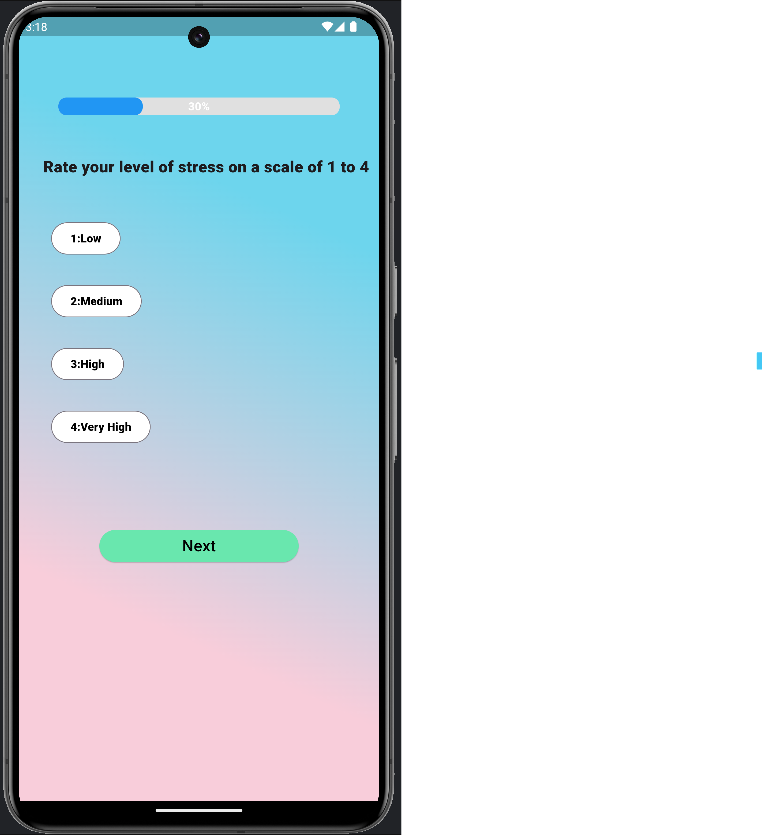 3:18
30%
Rate your level of stress on a scale of 1 to 4
1:Low
2:Medium
3:High
4:Very High
Next